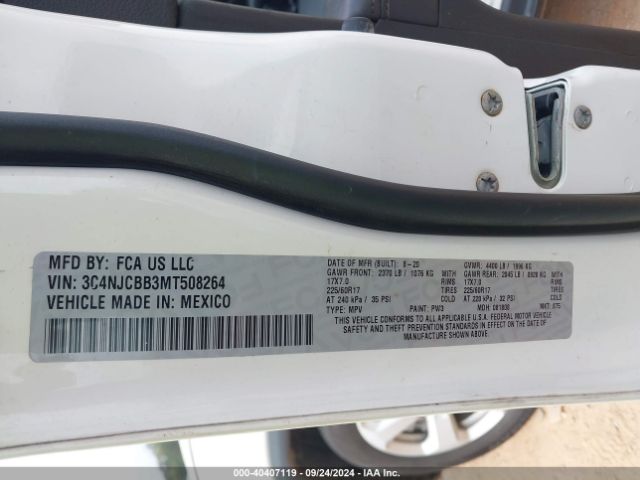 MFD BY: FCA US LLC
VIN: 3C4NJCBB3MT508264
VEHICLE MADE IN: MEXICO
DATE OF MFR (BUILT): 8-20
GVWR: 4400 LB / 1996 KG
GAWR FRONT: 2370 LB / 1075 KG
GAWR REAR: 2045 LB / KG
17X7.0 RIMS
17X7.0 RIMS
225/60R17 TIRES
225/60R17 TIRES
AT 240 kPa / 35 PSI COLD
AT 220 kPa / 32 PSI COLD
TYPE: MPV PAINT: PW3 MDH: VNT:
THIS VEHICLE CONFORMS TO ALL APPLICABLE U.S.A. FEDERAL MOTOR VEHICLE
SAFETY AND THEFT PREVENTION STANDARDS IN EFFECT ON THE DATE OF
MANUFACTURE SHOWN ABOVE.
000-40407119 - 09/24/2024 - IAA Inc.